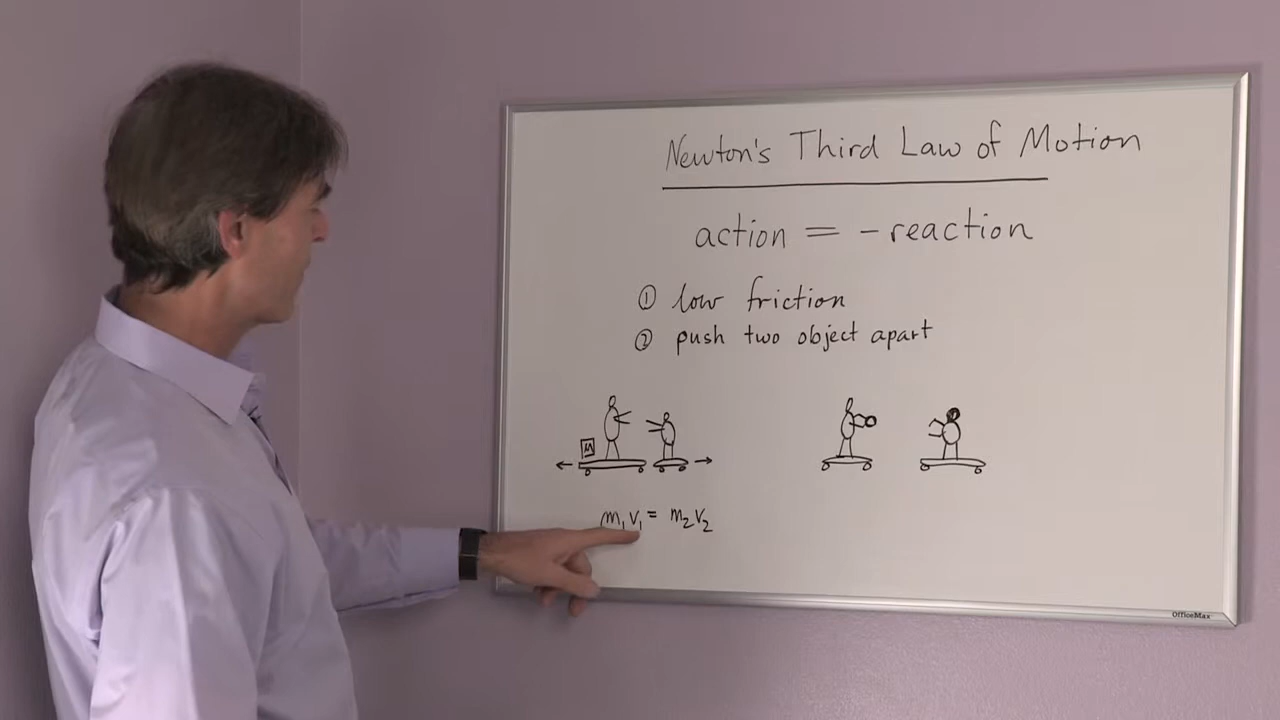 Newton's Third Law of Motion
action = - reaction
① low friction
② push two object apart
M
m₁v₁ = m₂v₂
OfficeMax